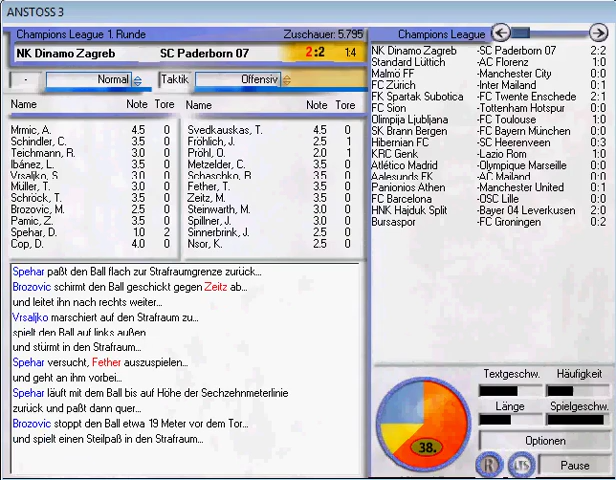 ANSTOSS 3
Champions League 1. Runde Zuschauer: 5.795
NK Dinamo Zagreb SC Paderborn 07 2:2 1:4
- Normal Taktik Offensiv
Name Note Tore Name Note Tore
Mrmic, A. 4.5 0 Svedkauskas, T. 4.5 0
Schindler, C. 3.5 0 Fröhlich, J. 2.5 1
Teichmann, R. 3.0 0 Pröhl, O. 2.0 1
Ibánez, L. 3.5 0 Metzelder, C. 3.5 0
Vrsaljko, S. 3.0 0 Schaschko, R. 3.5 0
Müller, T. 3.0 0 Fether, T. 3.5 0
Schröck, T. 3.5 0 Zeitz, M. 3.5 0
Brozovic, M. 2.5 0 Steinwarth, M. 3.5 0
Pamic, Z. 3.5 0 Spillner, J. 3.0 0
Spehar, D. 1.0 2 Sinnerbrink, J. 2.5 0
Cop, D. 4.0 0 Nsor, K. 2.5 0
Spehar paßt den Ball flach zur Strafraumgrenze zurück...
Brozovic schirmt den Ball geschickt gegen Zeitz ab...
und leitet ihn nach rechts weiter...
Vrsaljko marschiert auf den Strafraum zu...
spielt den Ball auf links außen
und stürmt in den Strafraum...
Spehar versucht, Fether auszuspielen...
und geht an ihm vorbei...
Spehar läuft mit dem Ball bis auf Höhe der Sechzehnmeterlinie
zurück und paßt dann quer...
Brozovic stoppt den Ball etwa 19 Meter vor dem Tor...
und spielt einen Steilpaß in den Strafraum...
Champions League
NK Dinamo Zagreb -SC Paderborn 07 2:2
Standard Lüttich -AC Florenz 1:0
Malmö FF -Manchester City 0:0
FC Zürich -Inter Mailand 0:1
FK Spartak Subotica -FC Twente Enschede 2:1
FC Sion -Tottenham Hotspur 0:0
Olimpija Ljubljana -FC Toulouse 1:0
SK Brann Bergen -FC Bayern München 0:0
Hibernian FC -SC Heerenveen 0:3
KRC Genk -Lazio Rom 1:0
Atlético Madrid -Olympique Marseille 0:0
Aalesunds FK -AC Mailand 0:0
Panionios Athen -Manchester United 0:1
FC Barcelona -OSC Lille 0:0
HNK Hajduk Split -Bayer 04 Leverkusen 2:0
Bursaspor -FC Groningen 0:2
38.
Textgeschw. Häufigkeit
Länge Spielgeschw.
Optionen
R LTS Pause